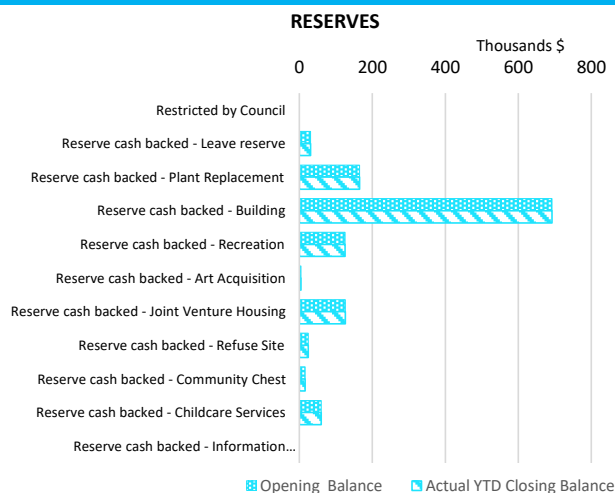 RESERVES
Thousands $
0 200 400 600 800
Restricted by Council
Reserve cash backed - Leave reserve
Reserve cash backed - Plant Replacement
Reserve cash backed - Building
Reserve cash backed - Recreation
Reserve cash backed - Art Acquisition
Reserve cash backed - Joint Venture Housing
Reserve cash backed - Refuse Site
Reserve cash backed - Community Chest
Reserve cash backed - Childcare Services
Reserve cash backed - Information…
Opening Balance Actual YTD Closing Balance